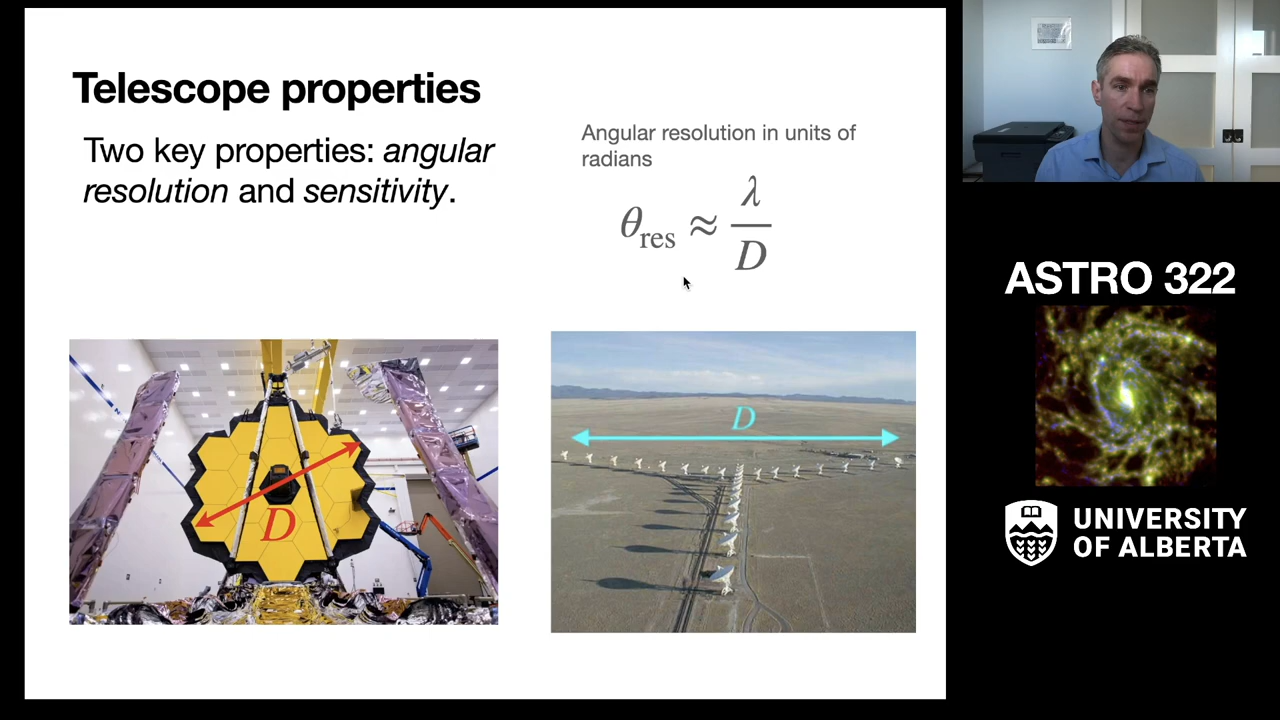 Telescope properties
Two key properties: angular
resolution and sensitivity.
Angular resolution in units of
radians
θres ≈ λ/D
D
D
ASTRO 322
UNIVERSITY
OF ALBERTA